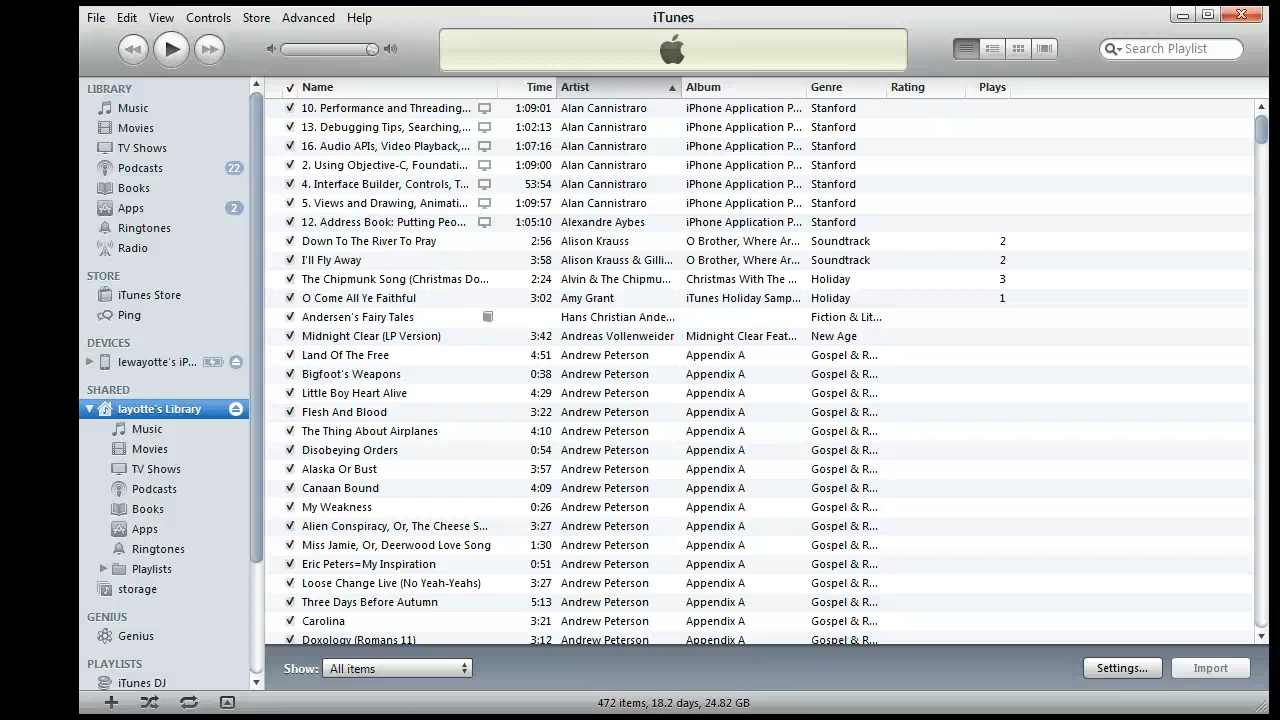 iTunes
File Edit View Controls Store Advanced Help
Search Playlist
LIBRARY
Music
Movies
TV Shows
Podcasts 22
Books
Apps 2
Ringtones
Radio
STORE
iTunes Store
Ping
DEVICES
lewayotte's iP...
SHARED
layotte's Library
Music
Movies
TV Shows
Podcasts
Books
Apps
Ringtones
Playlists
storage
GENIUS
Genius
PLAYLISTS
iTunes DJ
Name Time Artist Album Genre Rating Plays
10. Performance and Threading... 1:09:01 Alan Cannistraro iPhone Application P... Stanford
13. Debugging Tips, Searching,... 1:02:13 Alan Cannistraro iPhone Application P... Stanford
16. Audio APIs, Video Playback,... 1:07:16 Alan Cannistraro iPhone Application P... Stanford
2. Using Objective-C, Foundati... 1:09:00 Alan Cannistraro iPhone Application P... Stanford
4. Interface Builder, Controls, T... 53:54 Alan Cannistraro iPhone Application P... Stanford
5. Views and Drawing, Animati... 1:09:57 Alan Cannistraro iPhone Application P... Stanford
12. Address Book: Putting Peo... 1:05:10 Alexandre Aybes iPhone Application P... Stanford
Down To The River To Pray 2:56 Alison Krauss O Brother, Where Ar... Soundtrack 2
I'll Fly Away 3:58 Alison Krauss & Gilli... O Brother, Where Ar... Soundtrack 2
The Chipmunk Song (Christmas Do... 2:24 Alvin & The Chipmu... Christmas With The ... Holiday 3
O Come All Ye Faithful 3:02 Amy Grant iTunes Holiday Samp... Holiday 1
Andersen's Fairy Tales Hans Christian Ande... Fiction & Lit...
Midnight Clear (LP Version) 3:42 Andreas Vollenweider Midnight Clear Feat... New Age
Land Of The Free 4:51 Andrew Peterson Appendix A Gospel & R...
Bigfoot's Weapons 0:38 Andrew Peterson Appendix A Gospel & R...
Little Boy Heart Alive 4:29 Andrew Peterson Appendix A Gospel & R...
Flesh And Blood 3:22 Andrew Peterson Appendix A Gospel & R...
The Thing About Airplanes 4:10 Andrew Peterson Appendix A Gospel & R...
Disobeying Orders 0:54 Andrew Peterson Appendix A Gospel & R...
Alaska Or Bust 3:57 Andrew Peterson Appendix A Gospel & R...
Canaan Bound 4:09 Andrew Peterson Appendix A Gospel & R...
My Weakness 0:26 Andrew Peterson Appendix A Gospel & R...
Alien Conspiracy, Or, The Cheese S... 3:27 Andrew Peterson Appendix A Gospel & R...
Miss Jamie, Or, Deerwood Love Song 1:30 Andrew Peterson Appendix A Gospel & R...
Eric Peters=My Inspiration 0:51 Andrew Peterson Appendix A Gospel & R...
Loose Change Live (No Yeah-Yeahs) 3:27 Andrew Peterson Appendix A Gospel & R...
Three Days Before Autumn 5:13 Andrew Peterson Appendix A Gospel & R...
Carolina 3:21 Andrew Peterson Appendix A Gospel & R...
Doxology (Romans 11) 3:12 Andrew Peterson Appendix A Gospel & R...
Show: All items Settings... Import
472 items, 18.2 days, 24.82 GB